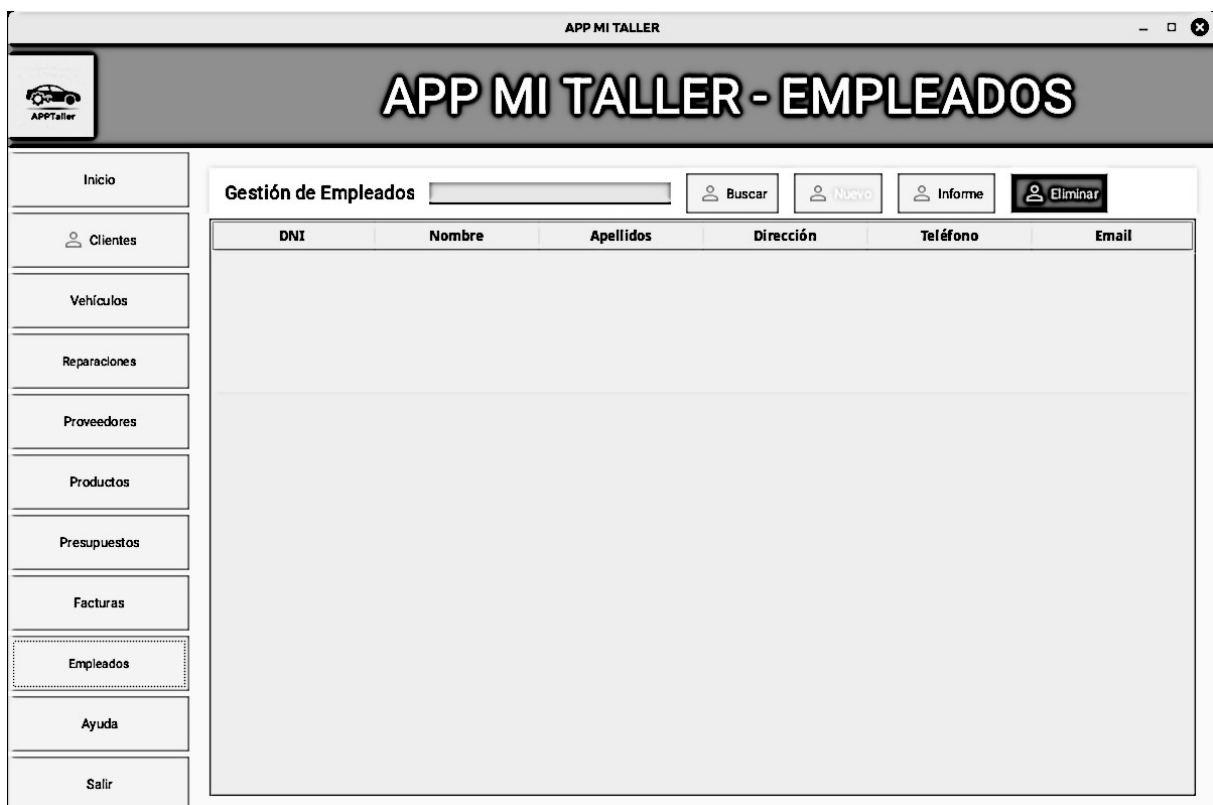 APP MI TALLER
APPTaller
APP MI TALLER - EMPLEADOS
Inicio
Clientes
Vehículos
Reparaciones
Proveedores
Productos
Presupuestos
Facturas
Empleados
Ayuda
Salir
Gestión de Empleados Buscar Nuevo Informe Eliminar
DNI Nombre Apellidos Dirección Teléfono Email